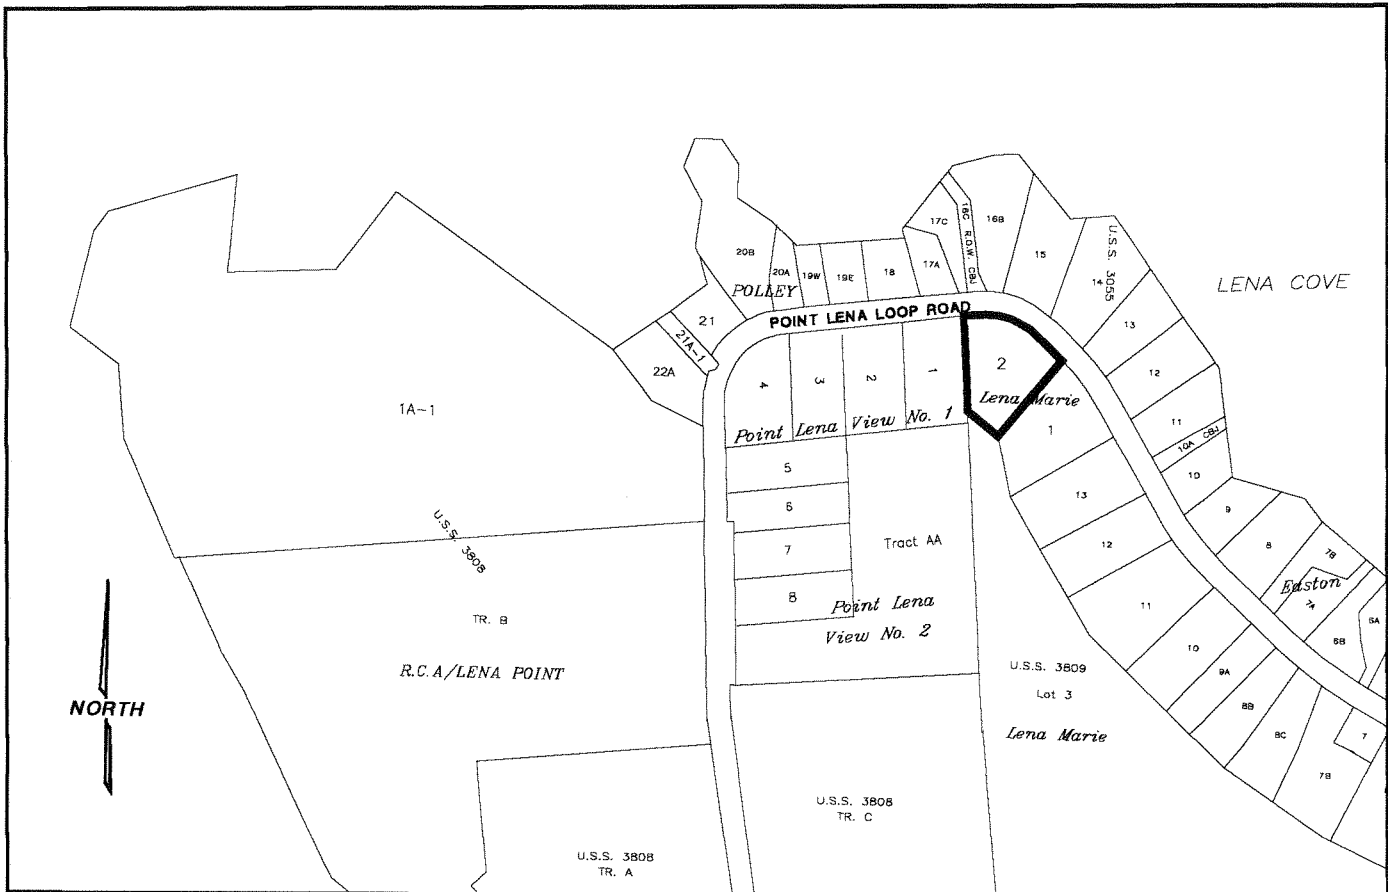 17C
16C R.O.W. CBJ
16B
15
U.S.S. 3055
14
LENA COVE
20B
20A
19W
19E
18
17A
POLLEY
21
21A-1
22A
POINT LENA LOOP ROAD
13
12
11
10A CBJ
10
9
8
7B
Easton
7A
6B
6A
1A-1
4
3
2
1
2
Lena Marie
1
Point Lena View No. 1
5
6
7
8
Tract AA
Point Lena
View No. 2
13
12
11
10
9A
8B
8C
7B
7
U.S.S. 3808
TR. B
R.C.A/LENA POINT
NORTH
U.S.S. 3809
Lot 3
Lena Marie
U.S.S. 3808
TR. C
U.S.S. 3808
TR. A